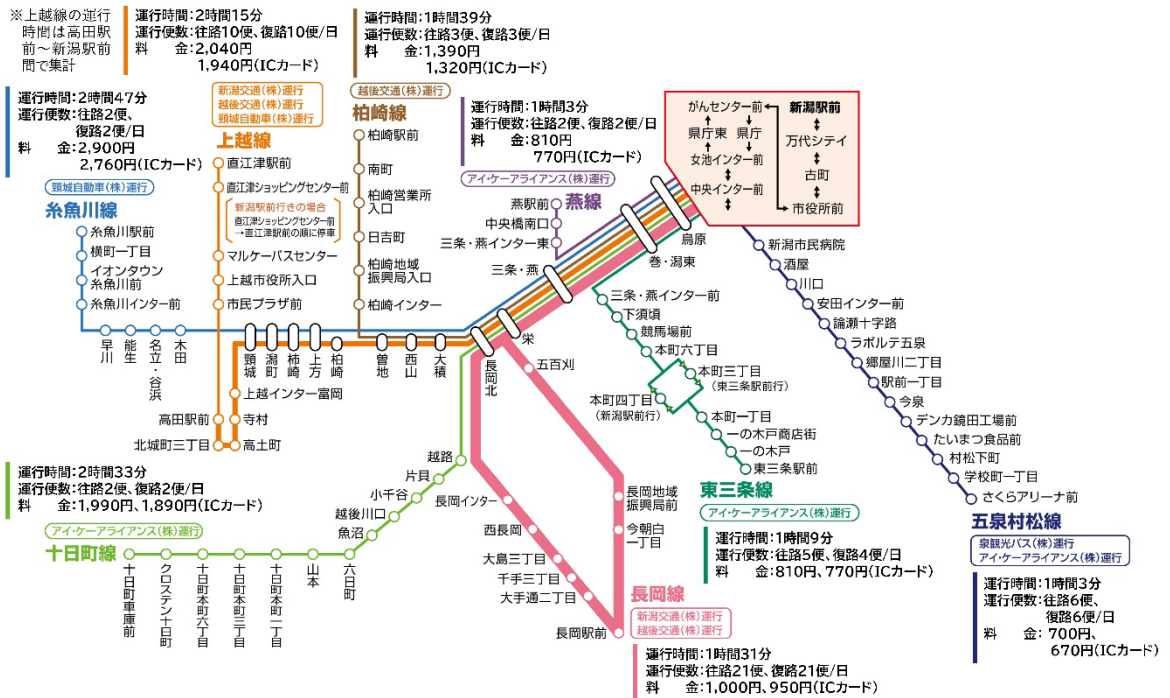 ※上越線の運行
時間は高田駅
前～新潟駅前
間で集計
運行時間:2時間15分
運行便数:往路10便、復路10便/日
料　　金:2,040円
1,940円(ICカード)
運行時間:1時間39分
運行便数:往路3便、復路3便/日
料　　金:1,390円
1,320円(ICカード)
運行時間:2時間47分
運行便数:往路2便、
復路2便/日
料　　金:2,900円
2,760円(ICカード)
頸城自動車(株)運行
糸魚川線
糸魚川駅前
横町一丁目
イオンタウン
糸魚川前
糸魚川インター前
早川
能生
名立・谷浜
木田
新潟交通(株)運行
越後交通(株)運行
頸城自動車(株)運行
上越線
直江津駅前
直江津ショッピングセンター前
新潟駅前行きの場合
直江津ショッピングセンター前
→直江津駅前の順に停車
マルケーバスセンター
上越市役所入口
市民プラザ前
高田駅前
北城町三丁目
高土町
寺村
上越インター富岡
頸城
潟町
柿崎
上方
柏崎
越後交通(株)運行
柏崎線
柏崎駅前
南町
柏崎営業所
入口
日吉町
柏崎地域
振興局入口
柏崎インター
曽地
西山
大積
長岡北
栄
三条・燕
巻・潟東
鳥原
運行時間:1時間3分
運行便数:往路2便、復路2便/日
料　　金:810円
770円(ICカード)
アイ・ケーアライアンス(株)運行
燕線
燕駅前
中央橋南口
三条・燕インター東
がんセンター前
県庁東
県庁
女池インター前
中央インター前
新潟駅前
万代シテイ
古町
市役所前
新潟市民病院
酒屋
川口
安田インター前
論瀬十字路
ラポルテ五泉
郷屋川二丁目
駅前一丁目
今泉
デンカ鏡田工場前
たいまつ食品前
村松下町
学校町一丁目
さくらアリーナ前
五泉村松線
泉観光バス(株)運行
アイ・ケーアライアンス(株)運行
運行時間:1時間3分
運行便数:往路6便、
復路6便/日
料　　金:700円、
670円(ICカード)
三条・燕インター前
下須頃
競馬場前
本町六丁目
本町三丁目
(東三条駅前行)
本町四丁目
(新潟駅前行)
本町一丁目
一の木戸商店街
一の木戸
東三条駅前
東三条線
アイ・ケーアライアンス(株)運行
運行時間:1時間9分
運行便数:往路5便、復路4便/日
料　　金:810円、770円(ICカード)
五百刈
長岡地域
振興局前
今朝白
一丁目
長岡インター
西長岡
大島三丁目
千手三丁目
大手通二丁目
長岡駅前
長岡線
新潟交通(株)運行
越後交通(株)運行
運行時間:1時間31分
運行便数:往路21便、復路21便/日
料　　金:1,000円、950円(ICカード)
運行時間:2時間33分
運行便数:往路2便、復路2便/日
料　　金:1,990円、1,890円(ICカード)
アイ・ケーアライアンス(株)運行
十日町線
十日町車庫前
クロステン十日町
十日町本町六丁目
十日町本町三丁目
十日町本町一丁目
山本
六日町
魚沼
越後川口
小千谷
片貝
越路